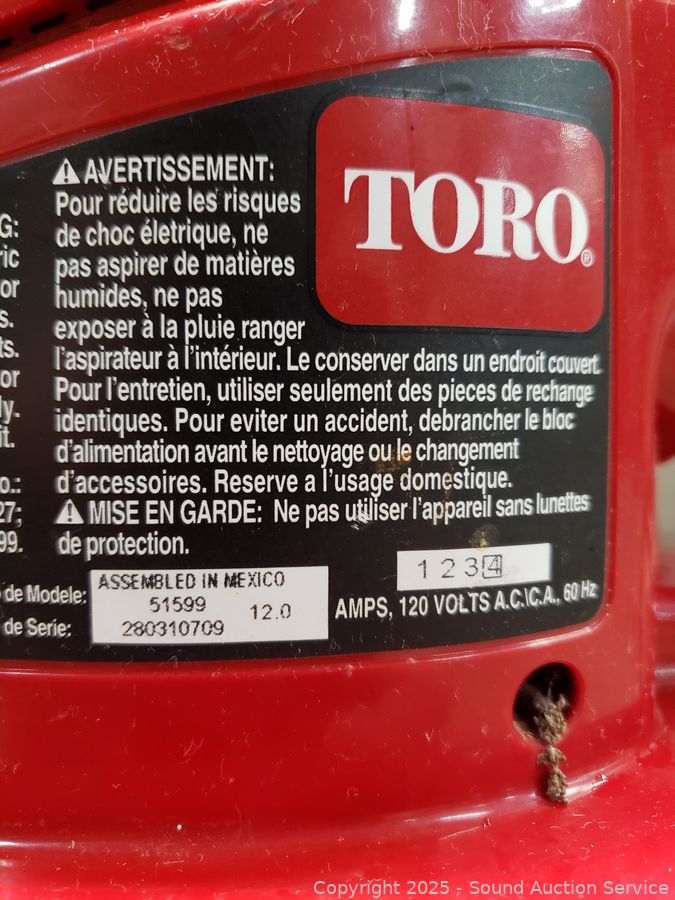 TORO®
⚠ AVERTISSEMENT:
Pour réduire les risques
de choc életrique, ne
pas aspirer de matières
humides, ne pas
exposer à la pluie ranger
l'aspirateur à l'intérieur. Le conserver dans un endroit couvert.
Pour l'entretien, utiliser seulement des pieces de rechange
identiques. Pour eviter un accident, debrancher le bloc
d'alimentation avant le nettoyage ou le changement
d'accessoires. Reserve a l'usage domestique.
⚠ MISE EN GARDE: Ne pas utiliser l'appareil sans lunettes
de protection.
G:
ric
or
s.
ts.
or
ly.
it.
o.:
27;
99.
1 2 3 4
de Modele: ASSEMBLED IN MEXICO
51599 12.0 AMPS, 120 VOLTS A.C.\C.A., 60 Hz
de Serie: 280310709
Copyright 2025 - Sound Auction Service